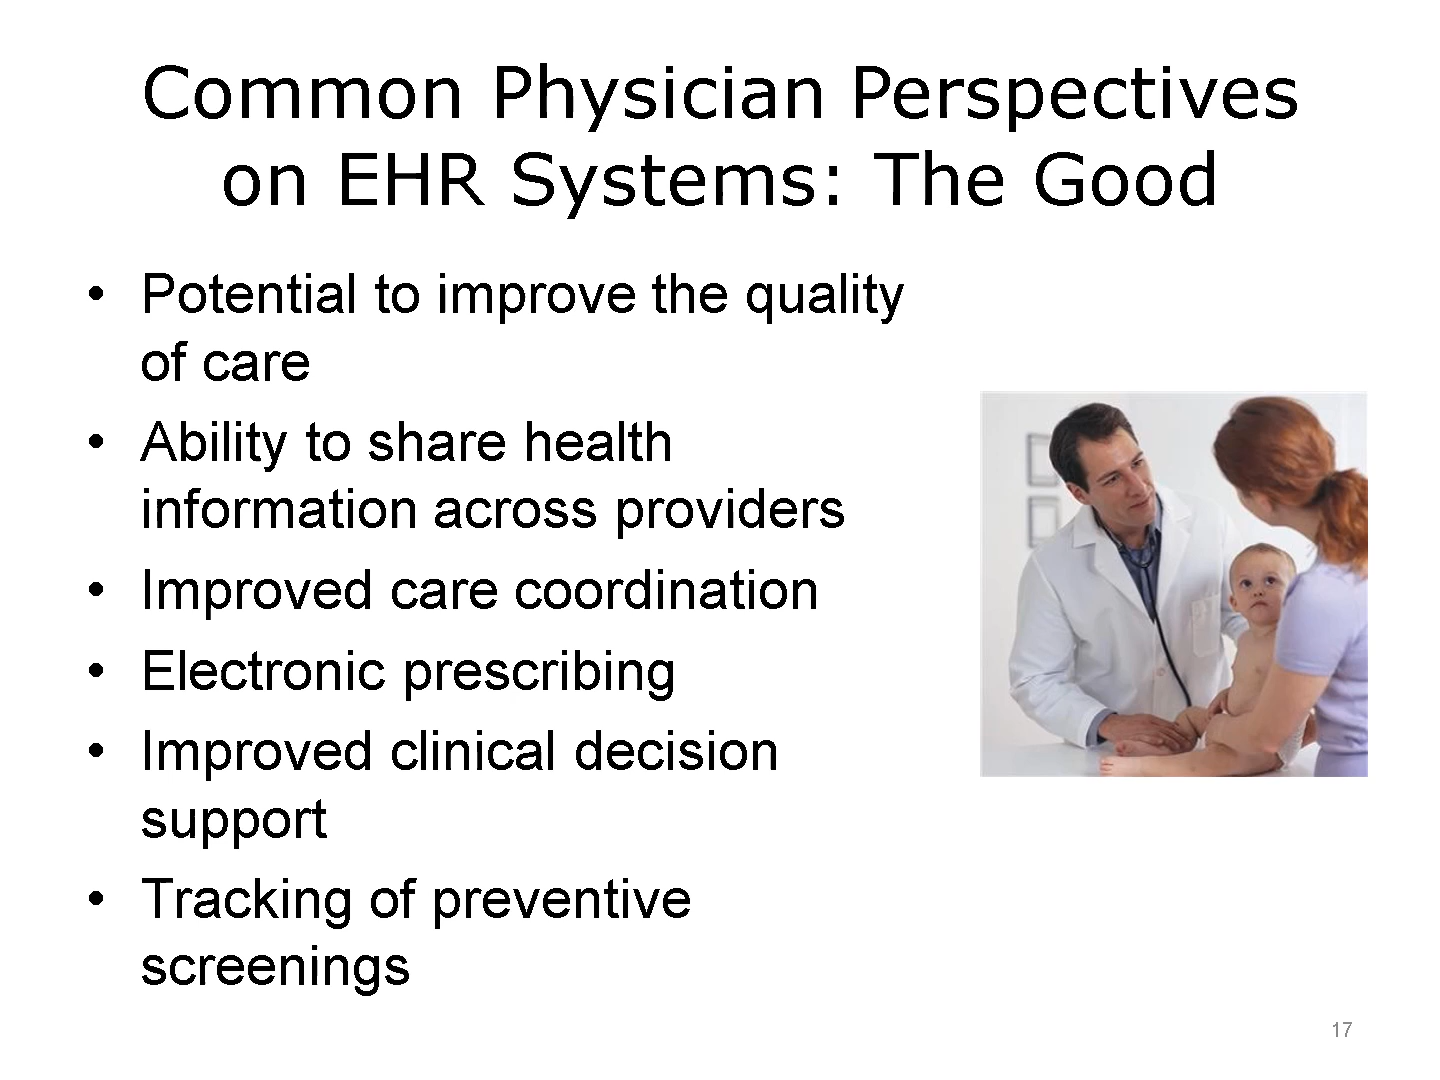 Common Physician Perspectives
on EHR Systems: The Good
• Potential to improve the quality
of care
• Ability to share health
information across providers
• Improved care coordination
• Electronic prescribing
• Improved clinical decision
support
• Tracking of preventive
screenings
17